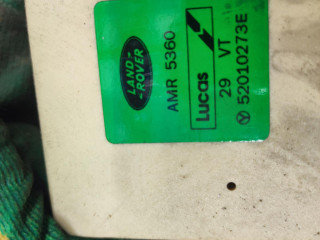 LAND-
-ROVER
AMR 5360
Lucas
29 VT
52010273E